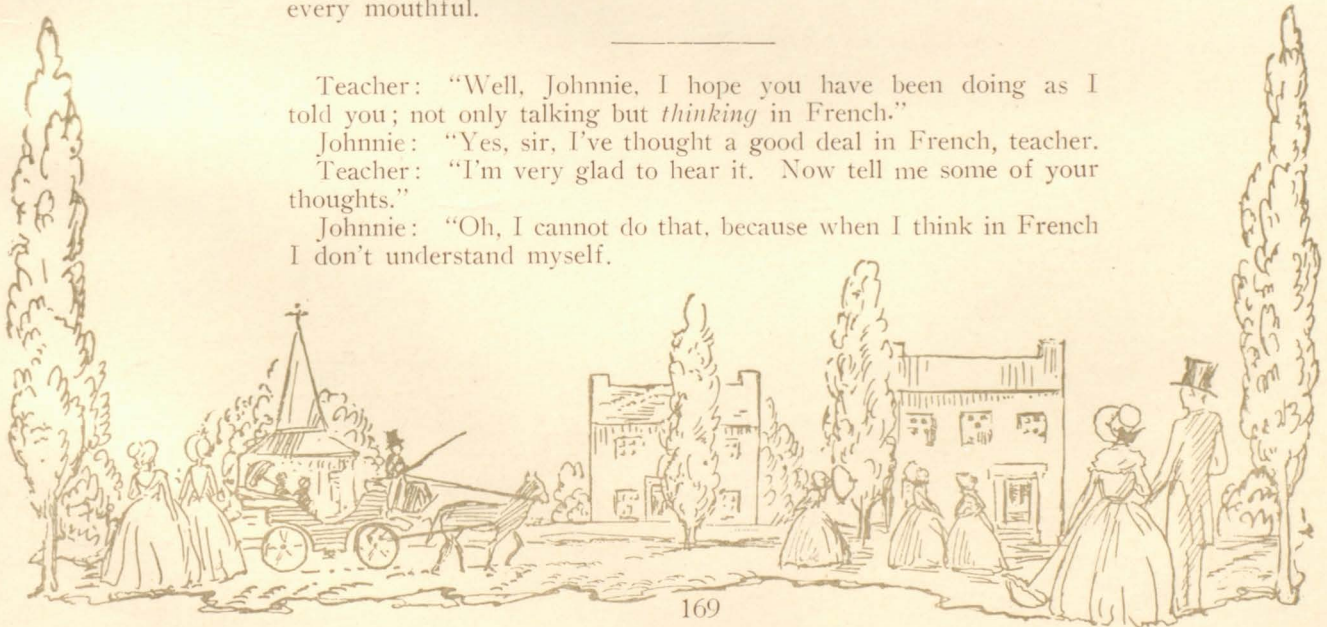 every mouthful.
Teacher: "Well, Johnnie, I hope you have been doing as I
told you; not only talking but thinking in French."
Johnnie: "Yes, sir, I've thought a good deal in French, teacher.
Teacher: "I'm very glad to hear it. Now tell me some of your
thoughts."
Johnnie: "Oh, I cannot do that, because when I think in French
I don't understand myself.
169